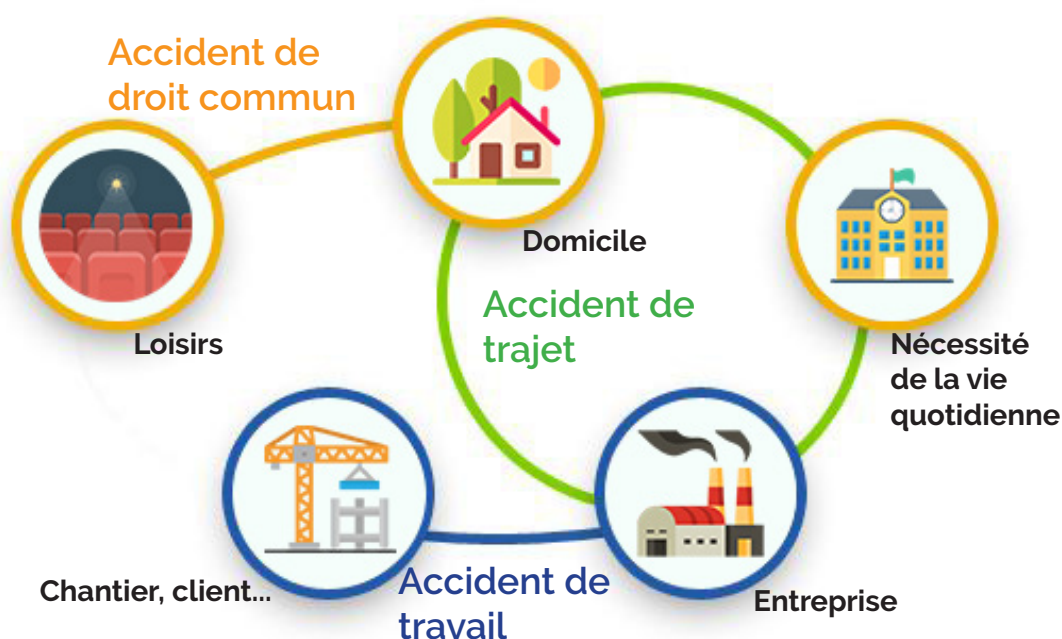 Accident de
droit commun
Domicile
Loisirs
Accident de
trajet
Nécessité
de la vie
quotidienne
Chantier, client...
Accident de
travail
Entreprise